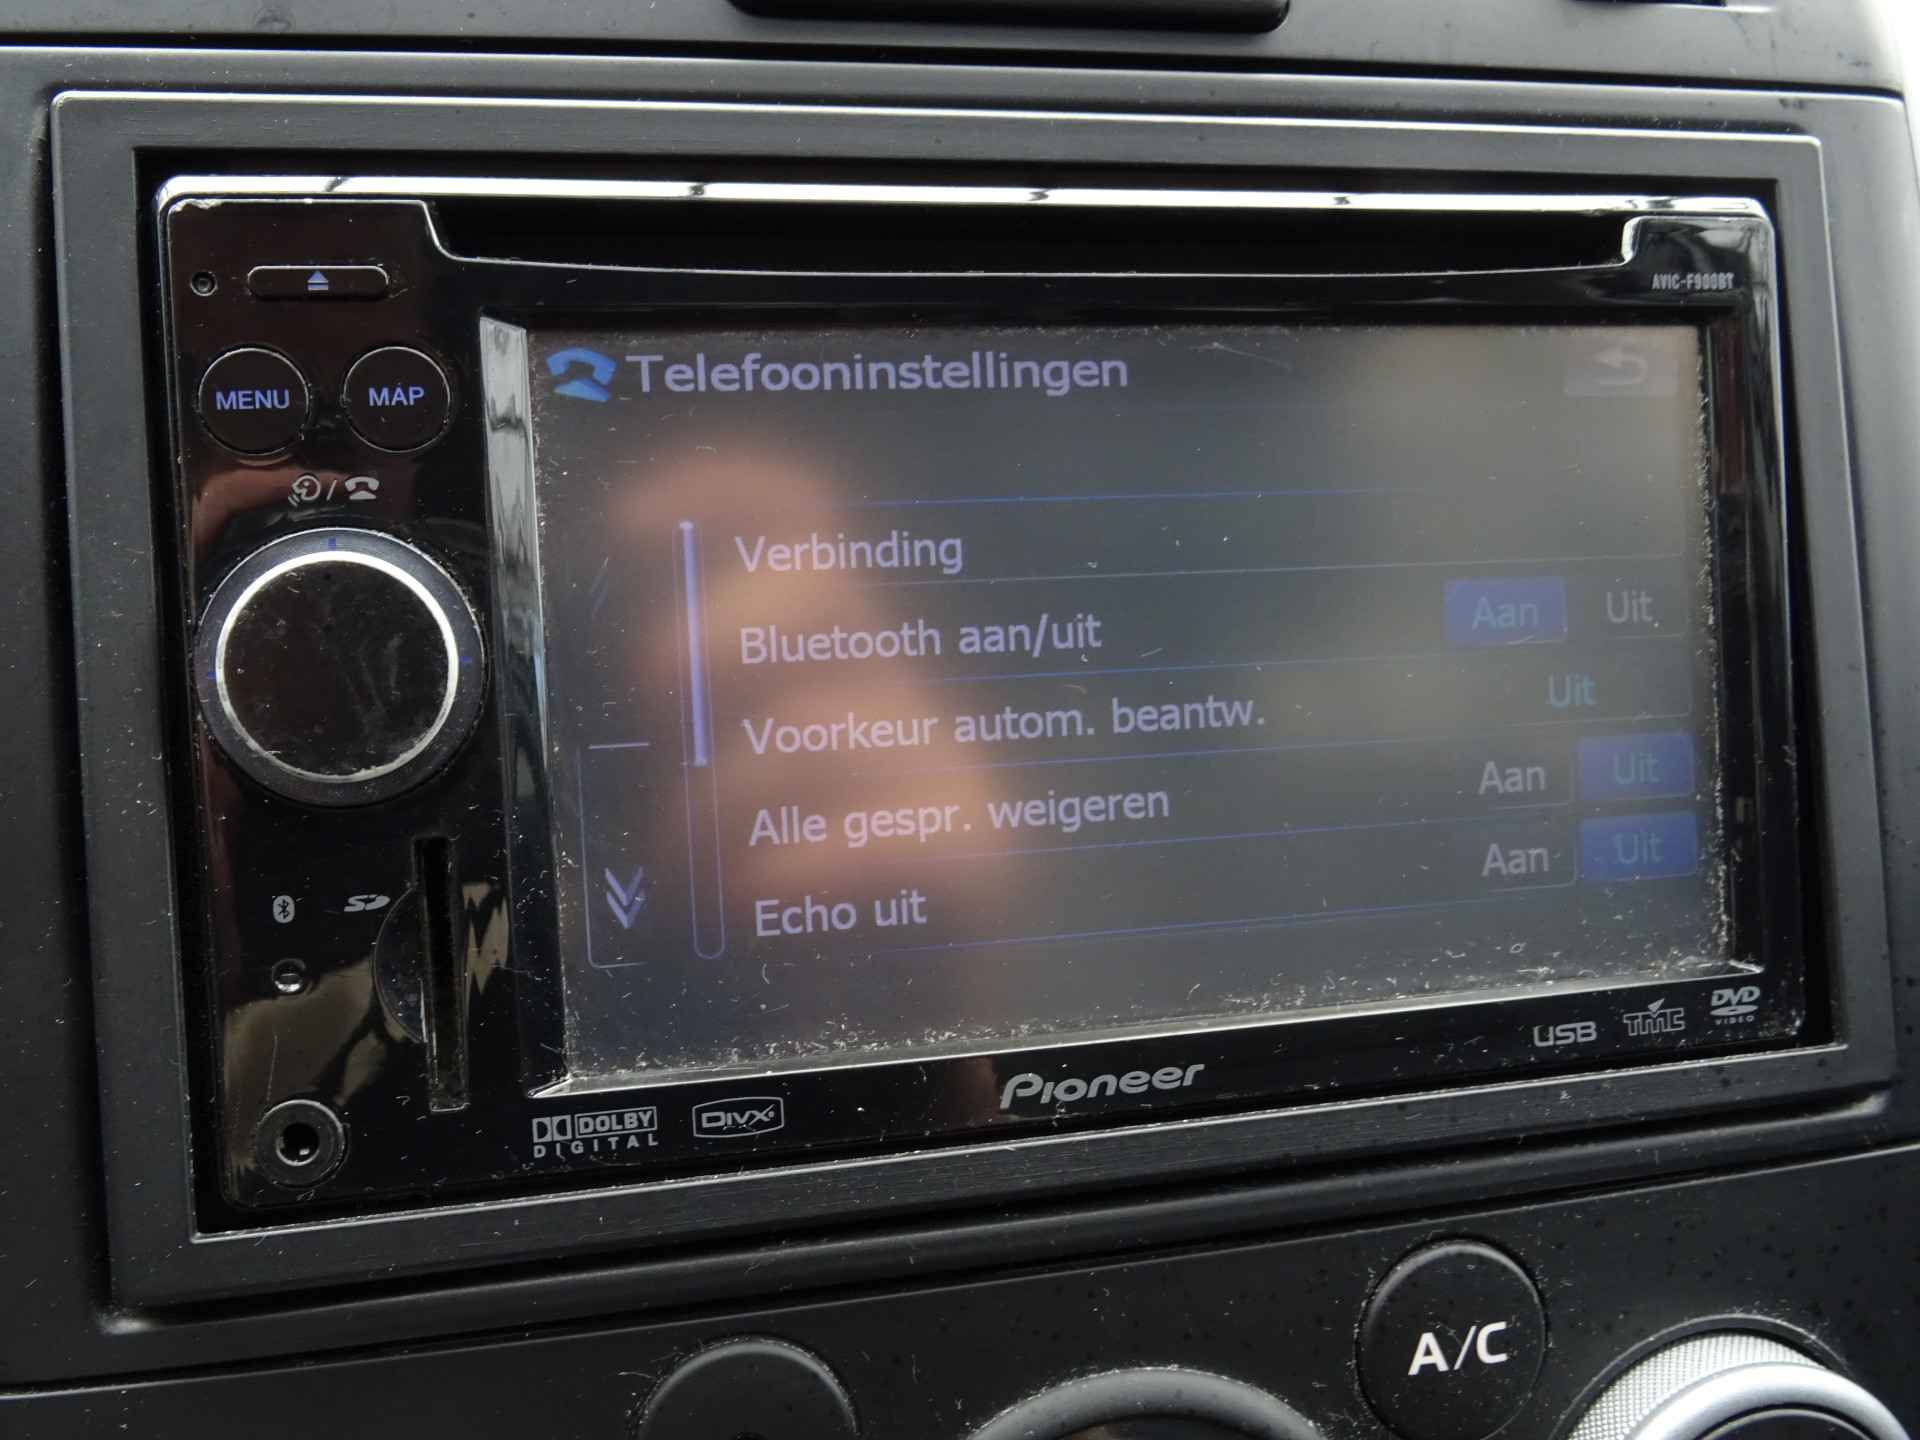 AVIC-F900BT
MENU
MAP
Telefooninstellingen
Verbinding
Bluetooth aan/uit Aan Uit
Voorkeur autom. beantw. Uit
Alle gespr. weigeren Aan Uit
Echo uit Aan Uit
SD
USB TMC DVD
VIDEO
Pioneer
DOLBY
DIGITAL
DIVX
A/C